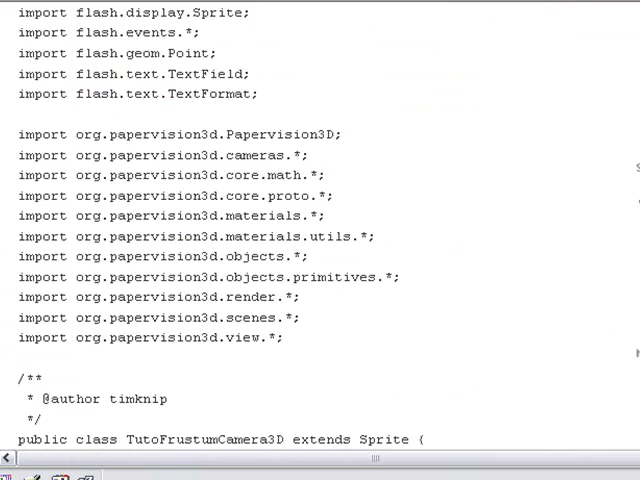 import flash.display.Sprite;
import flash.events.*;
import flash.geom.Point;
import flash.text.TextField;
import flash.text.TextFormat;
import org.papervision3d.Papervision3D;
import org.papervision3d.cameras.*;
import org.papervision3d.core.math.*;
import org.papervision3d.core.proto.*;
import org.papervision3d.materials.*;
import org.papervision3d.materials.utils.*;
import org.papervision3d.objects.*;
import org.papervision3d.objects.primitives.*;
import org.papervision3d.render.*;
import org.papervision3d.scenes.*;
import org.papervision3d.view.*;
/**
* @author timknip
*/
public class TutoFrustumCamera3D extends Sprite {